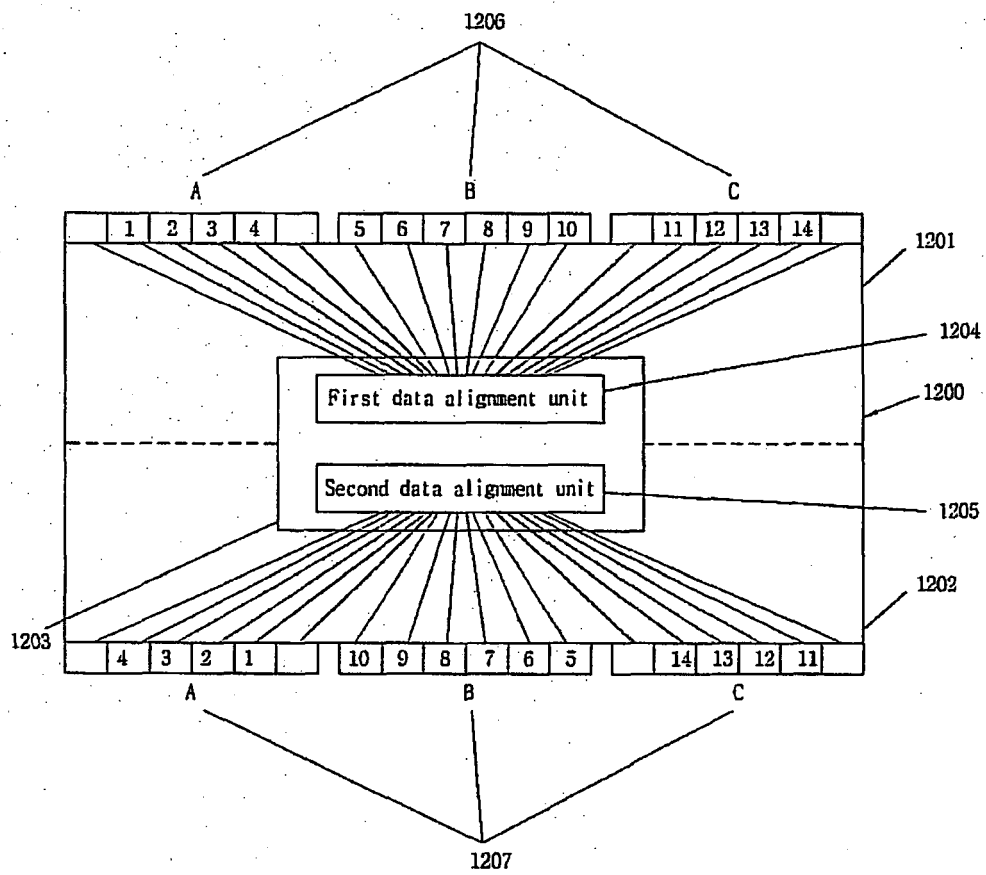 1206
A B C
1 2 3 4 5 6 7 8 9 10 11 12 13 14
1201
1204
First data alignment unit
1200
Second data alignment unit
1205
1202
1203
4 3 2 1 10 9 8 7 6 5 14 13 12 11
A B C
1207